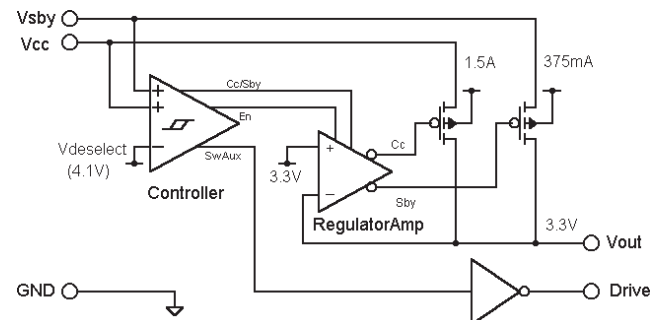 Vsby
Vcc
1.5A
375mA
Cc/Sby
+
+
En
Vdeselect
(4.1V)
−
SwAux
Controller
+
3.3V
−
Cc
Sby
RegulatorAmp
3.3V
Vout
GND
Drive